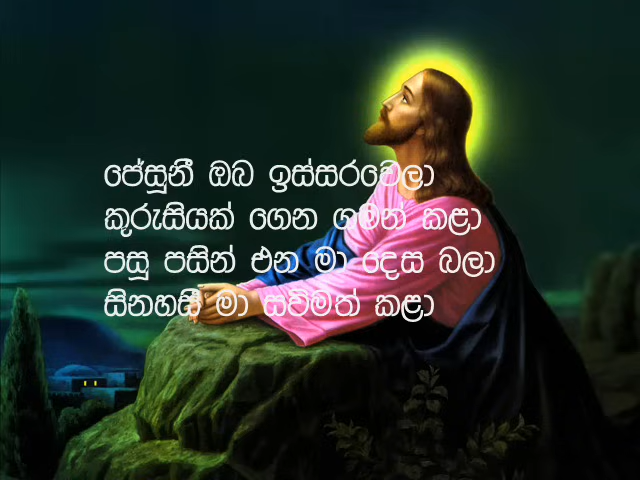 ජේසූනී ඔබ ඉස්සරවෙලා
කුරුසියක් ගෙන ගමන් කළා
පසූ පසින් එන මා දෙස බලා
සිනහසී මා සවිමත් කළා